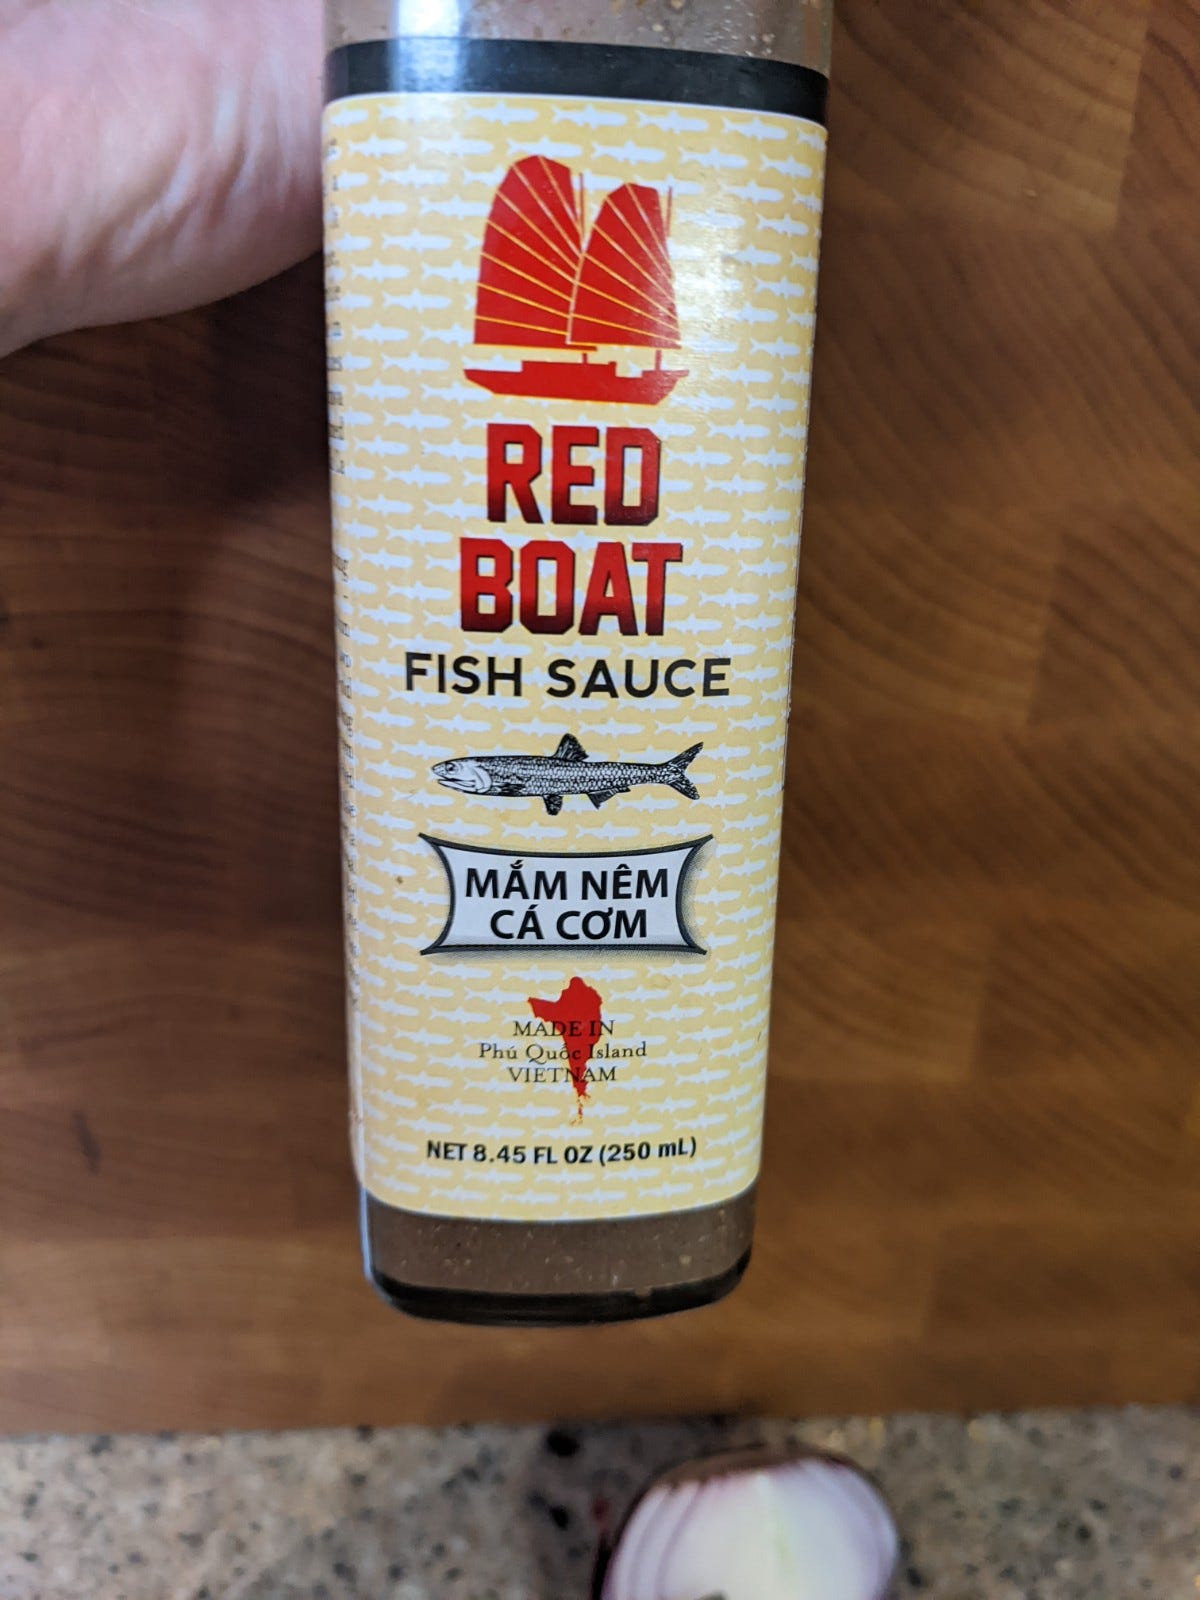 RED
BOAT
FISH SAUCE
MẮM NÊM
CÁ CƠM
MADE IN
Phú Quốc Island
VIETNAM
NET 8.45 FL OZ (250 mL)